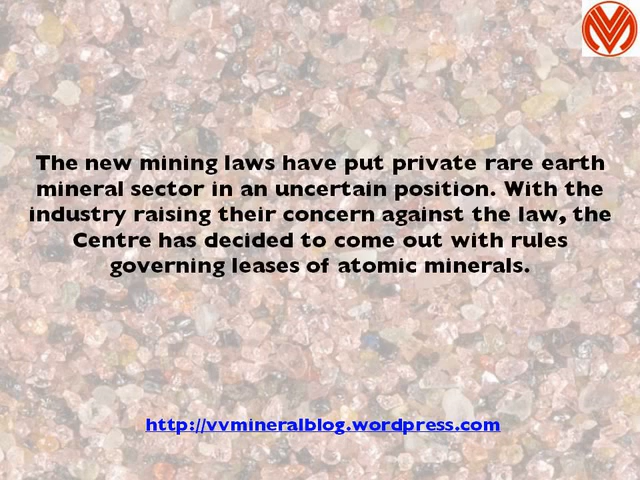 The new mining laws have put private rare earth
mineral sector in an uncertain position. With the
industry raising their concern against the law, the
Centre has decided to come out with rules
governing leases of atomic minerals.
http://vvmineralblog.wordpress.com